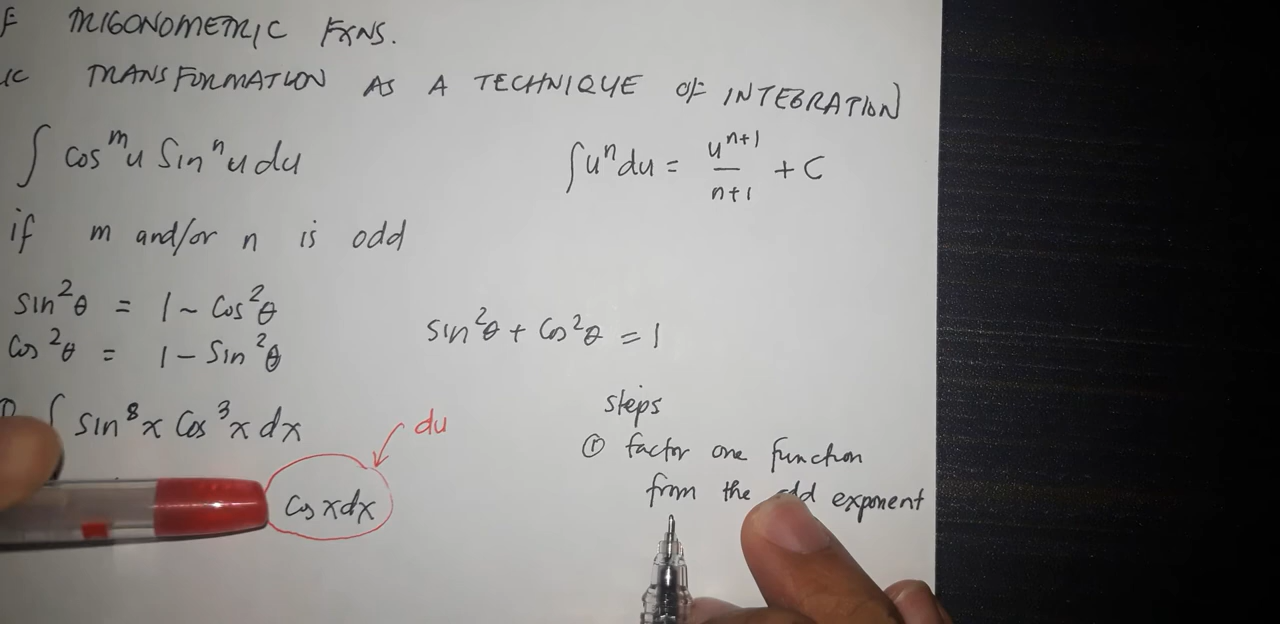 F TRIGONOMETRIC FXNS.
IC TRANSFORMATION AS A TECHNIQUE OF INTEGRATION
∫ cos^m u Sin^n u du
∫u^n du = u^(n+1)/(n+1) + C
if m and/or n is odd
sin²θ = 1 - Cos²θ
Cos²θ = 1 - Sin²θ
sin²θ + Cos²θ = 1
∫ sin⁸x Cos³x dx
du
Cos x dx
steps
① factor one function
from the odd exponent